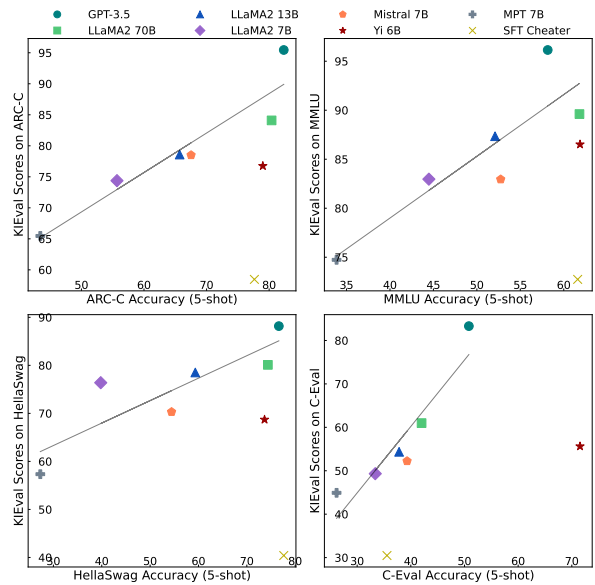 GPT-3.5 LLaMA2 13B Mistral 7B MPT 7B
LLaMA2 70B LLaMA2 7B Yi 6B SFT Cheater
KIEval Scores on ARC-C
95
90
85
80
75
70
65
60
50 60 70 80
ARC-C Accuracy (5-shot)
KIEval Scores on MMLU
95
90
85
80
75
35 40 45 50 55 60
MMLU Accuracy (5-shot)
KIEval Scores on HellaSwag
90
80
70
60
50
40
30 40 50 60 70 80
HellaSwag Accuracy (5-shot)
KIEval Scores on C-Eval
80
70
60
50
40
30
30 40 50 60 70
C-Eval Accuracy (5-shot)